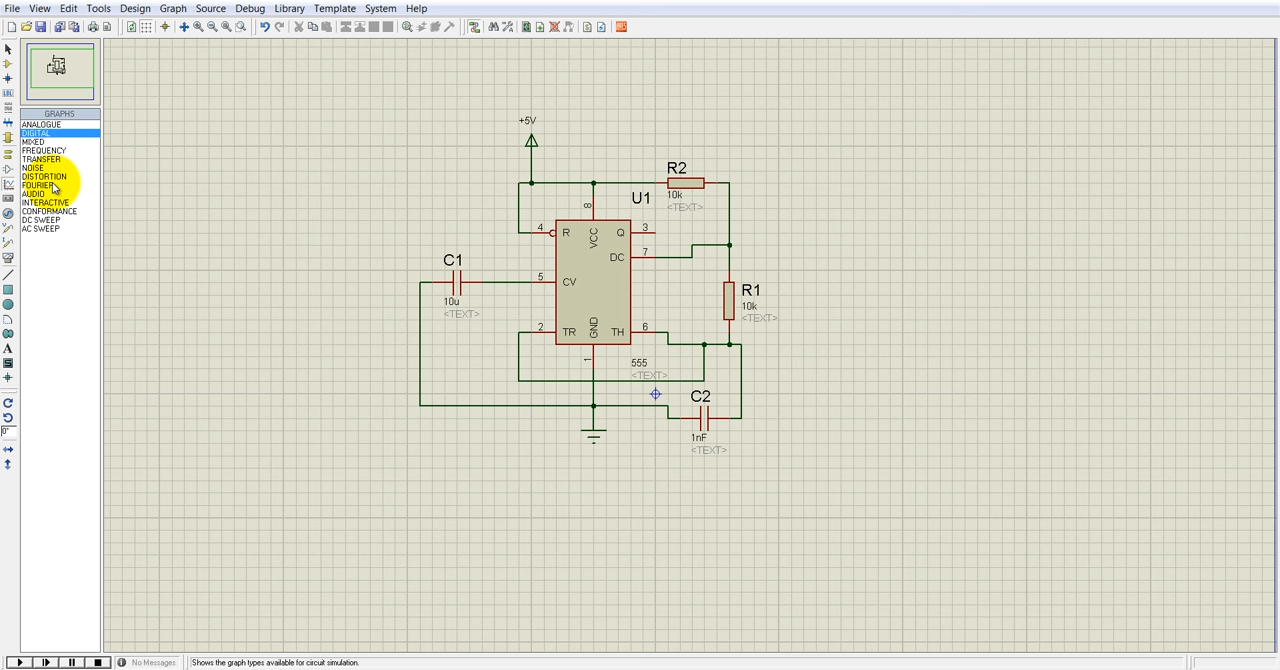 File View Edit Tools Design Graph Source Debug Library Template System Help
GRAPHS
ANALOGUE
DIGITAL
MIXED
FREQUENCY
TRANSFER
NOISE
DISTORTION
FOURIER
AUDIO
INTERACTIVE
CONFORMANCE
DC SWEEP
AC SWEEP
LBL
A
S
0°
+5V
R2
10k
<TEXT>
U1
8
4 R VCC Q 3
DC 7
C1
10u
<TEXT>
5 CV
R1
10k
<TEXT>
2 TR GND TH 6
1
555
<TEXT>
C2
1nF
<TEXT>
No Messages
Shows the graph types available for circuit simulation.